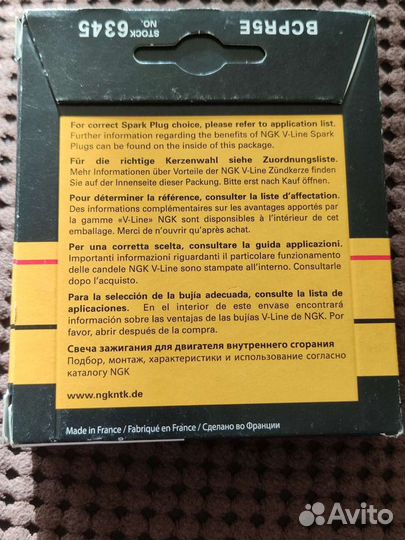 BCPR5E
STOCK NO. 6345
For correct Spark Plug choice, please refer to application list.
Further information regarding the benefits of NGK V-Line Spark
Plugs can be found on the inside of this package.
Für die richtige Kerzenwahl siehe Zuordnungsliste.
Mehr Informationen über Vorteile der NGK V-Line Zündkerze finden
Sie auf der Innenseite dieser Packung. Bitte erst nach Kauf öffnen.
Pour déterminer la référence, consulter la liste d'affectation.
Des informations complémentaires sur les avantages apportés par
la gamme «V-Line» NGK sont disponibles à l'intérieur de cet
emballage. Merci de n'ouvrir qu'après achat.
Per una corretta scelta, consultare la guida applicazioni.
Importanti informazioni riguardanti il particolare funzionamento
delle candele NGK V-Line sono stampate all'interno. Consultarle
dopo l'acquisto.
Para la selección de la bujía adecuada, consulte la lista de
aplicaciones. En el interior de este envase encontrará
información sobre las ventajas de las bujías V-Line de NGK. Por
favor, abrir después de la compra.
Свеча зажигания для двигателя внутреннего сгорания
Подбор, монтаж, характеристики и использование согласно
каталогу NGK
www.ngkntk.de
Made in France / Fabriqué en France / Сделано во Франции
Avito